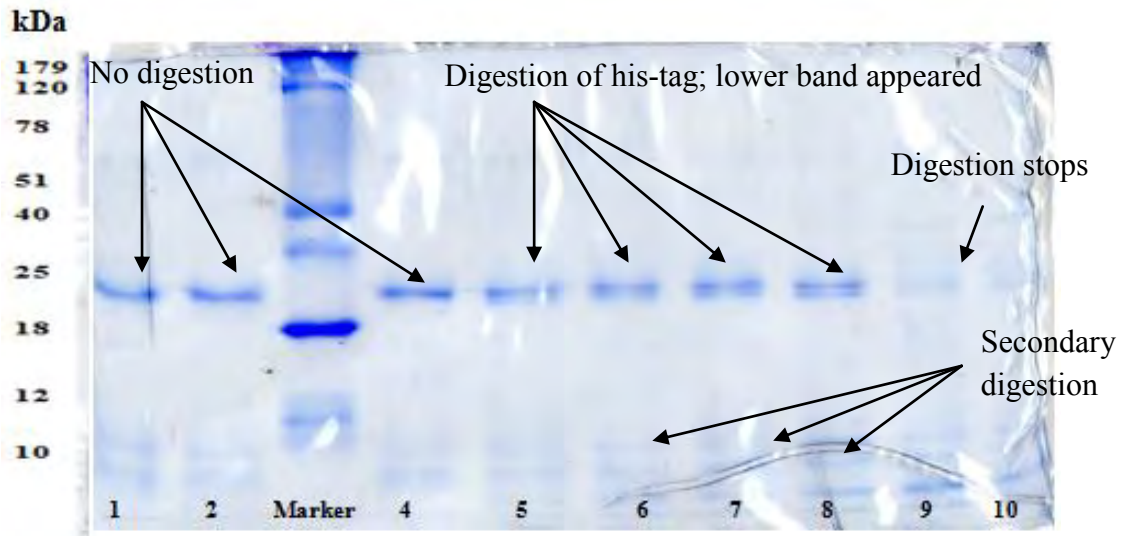 kDa
179
120
78
51
40
25
18
12
10
No digestion
Digestion of his-tag; lower band appeared
Digestion stops
Secondary
digestion
1 2 Marker 4 5 6 7 8 9 10